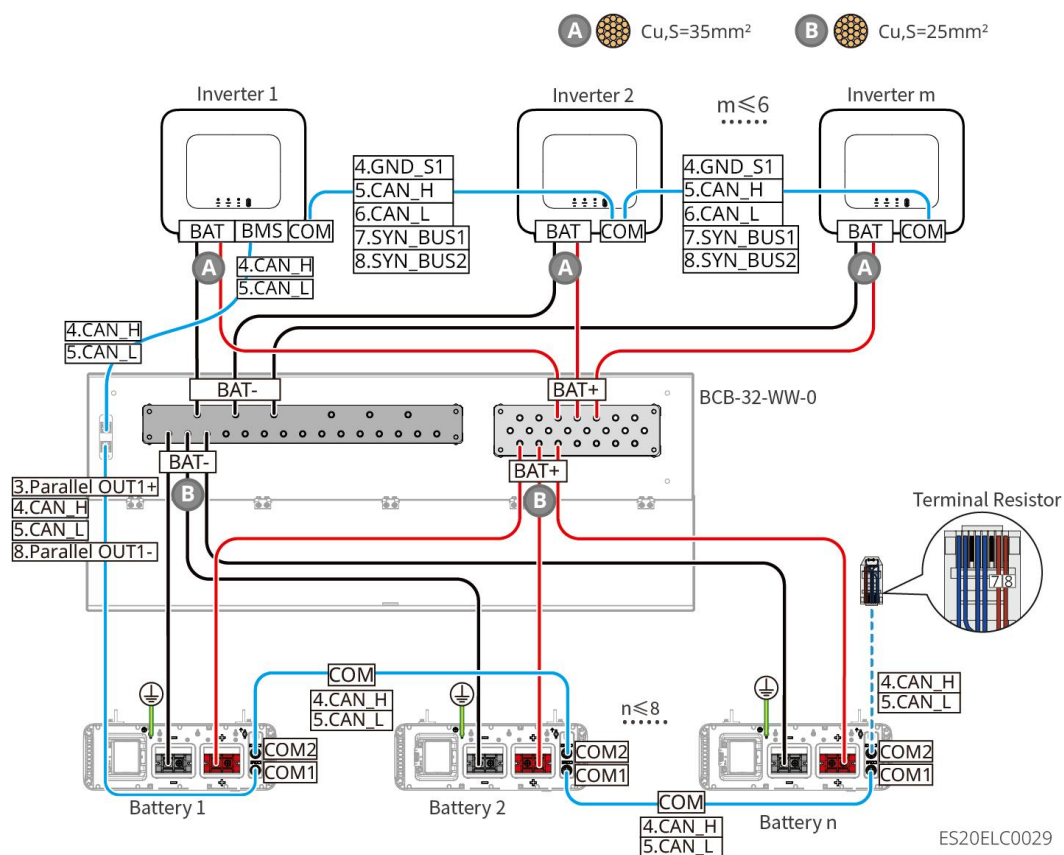 A Cu,S=35mm² B Cu,S=25mm²
Inverter 1
Inverter 2
m≤6
Inverter m
4.GND_S1
5.CAN_H
6.CAN_L
7.SYN_BUS1
8.SYN_BUS2
4.GND_S1
5.CAN_H
6.CAN_L
7.SYN_BUS1
8.SYN_BUS2
BAT BMS COM
BAT COM
BAT COM
A
A
A
4.CAN_H
5.CAN_L
4.CAN_H
5.CAN_L
BAT-
BAT+
BCB-32-WW-0
BAT-
BAT+
B
B
3.Parallel OUT1+
4.CAN_H
5.CAN_L
8.Parallel OUT1-
Terminal Resistor
7 8
COM
4.CAN_H
5.CAN_L
n≤8
4.CAN_H
5.CAN_L
- +
- +
- +
COM2
COM1
COM2
COM1
COM2
COM1
Battery 1
Battery 2
Battery n
COM
4.CAN_H
5.CAN_L
ES20ELC0029